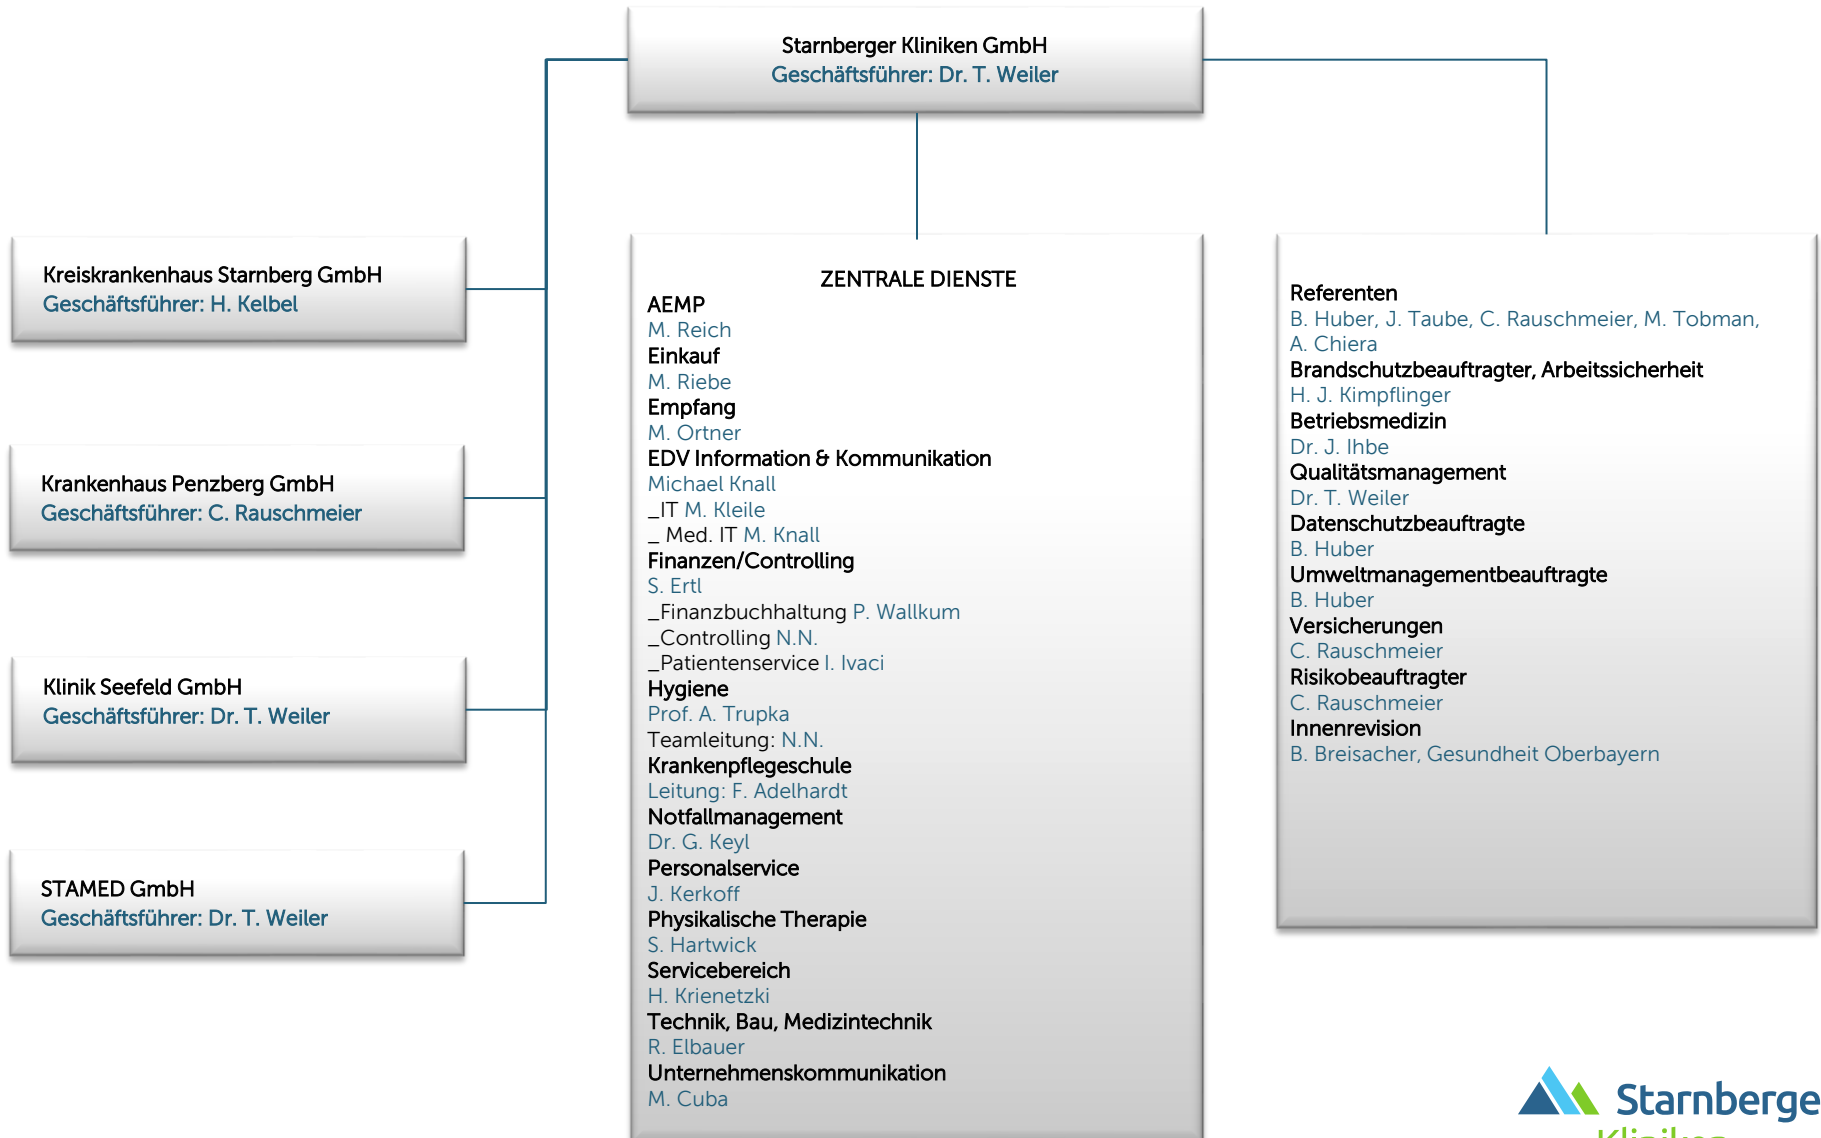 Starnberger Kliniken GmbH
Geschäftsführer: Dr. T. Weiler
Kreiskrankenhaus Starnberg GmbH
Geschäftsführer: H. Kelbel
Krankenhaus Penzberg GmbH
Geschäftsführer: C. Rauschmeier
Klinik Seefeld GmbH
Geschäftsführer: Dr. T. Weiler
STAMED GmbH
Geschäftsführer: Dr. T. Weiler
ZENTRALE DIENSTE
AEMP
M. Reich
Einkauf
M. Riebe
Empfang
M. Ortner
EDV Information & Kommunikation
Michael Knall
_IT M. Kleile
_ Med. IT M. Knall
Finanzen/Controlling
S. Ertl
_Finanzbuchhaltung P. Wallkum
_Controlling N.N.
_Patientenservice I. Ivaci
Hygiene
Prof. A. Trupka
Teamleitung: N.N.
Krankenpflegeschule
Leitung: F. Adelhardt
Notfallmanagement
Dr. G. Keyl
Personalservice
J. Kerkoff
Physikalische Therapie
S. Hartwick
Servicebereich
H. Krienetzki
Technik, Bau, Medizintechnik
R. Elbauer
Unternehmenskommunikation
M. Cuba
Referenten
B. Huber, J. Taube, C. Rauschmeier, M. Tobman,
A. Chiera
Brandschutzbeauftragter, Arbeitssicherheit
H. J. Kimpflinger
Betriebsmedizin
Dr. J. Ihbe
Qualitätsmanagement
Dr. T. Weiler
Datenschutzbeauftragte
B. Huber
Umweltmanagementbeauftragte
B. Huber
Versicherungen
C. Rauschmeier
Risikobeauftragter
C. Rauschmeier
Innenrevision
B. Breisacher, Gesundheit Oberbayern
Starnberge
Kliniken